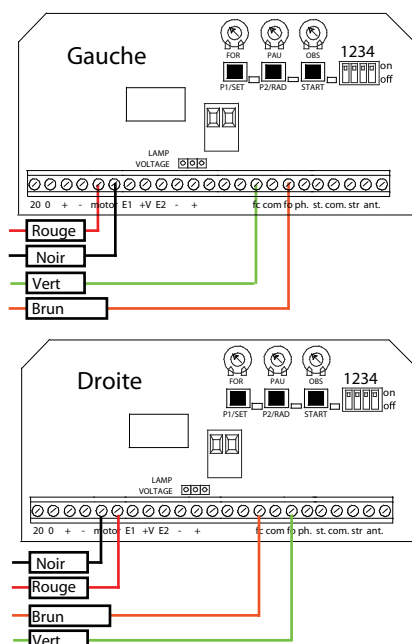 Gauche
FOR PAU OBS
1234
on
off
P1/SET P2/RAD START
LAMP
VOLTAGE
20 0 + - motor E1 +V E2 - + fc com fo ph. st. com. str ant.
Rouge
Noir
Vert
Brun
Droite
FOR PAU OBS
1234
on
off
P1/SET P2/RAD START
LAMP
VOLTAGE
20 0 + - motor E1 +V E2 - + fc com fo ph. st. com. str ant.
Noir
Rouge
Brun
Vert